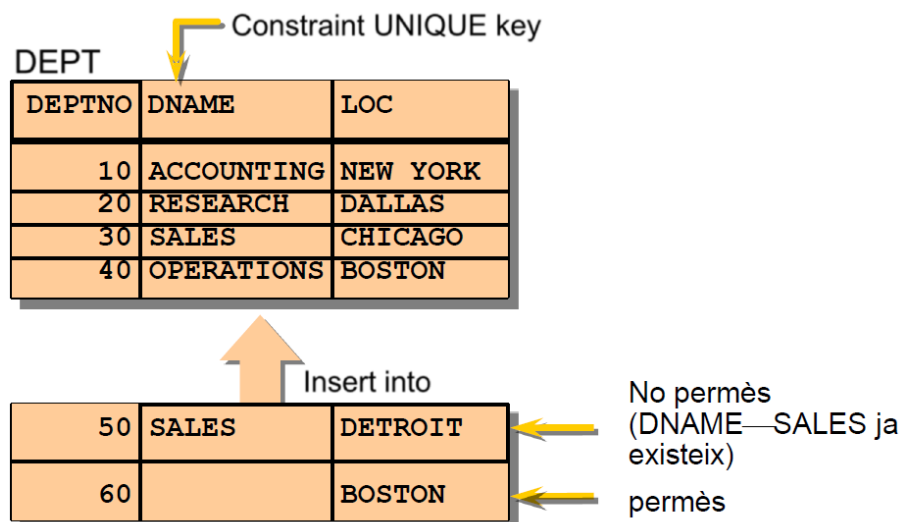 Constraint UNIQUE key
DEPT
DEPTNO DNAME LOC
10 ACCOUNTING NEW YORK
20 RESEARCH DALLAS
30 SALES CHICAGO
40 OPERATIONS BOSTON
Insert into
50 SALES DETROIT
60 BOSTON
No permès
(DNAME—SALES ja
existeix)
permès